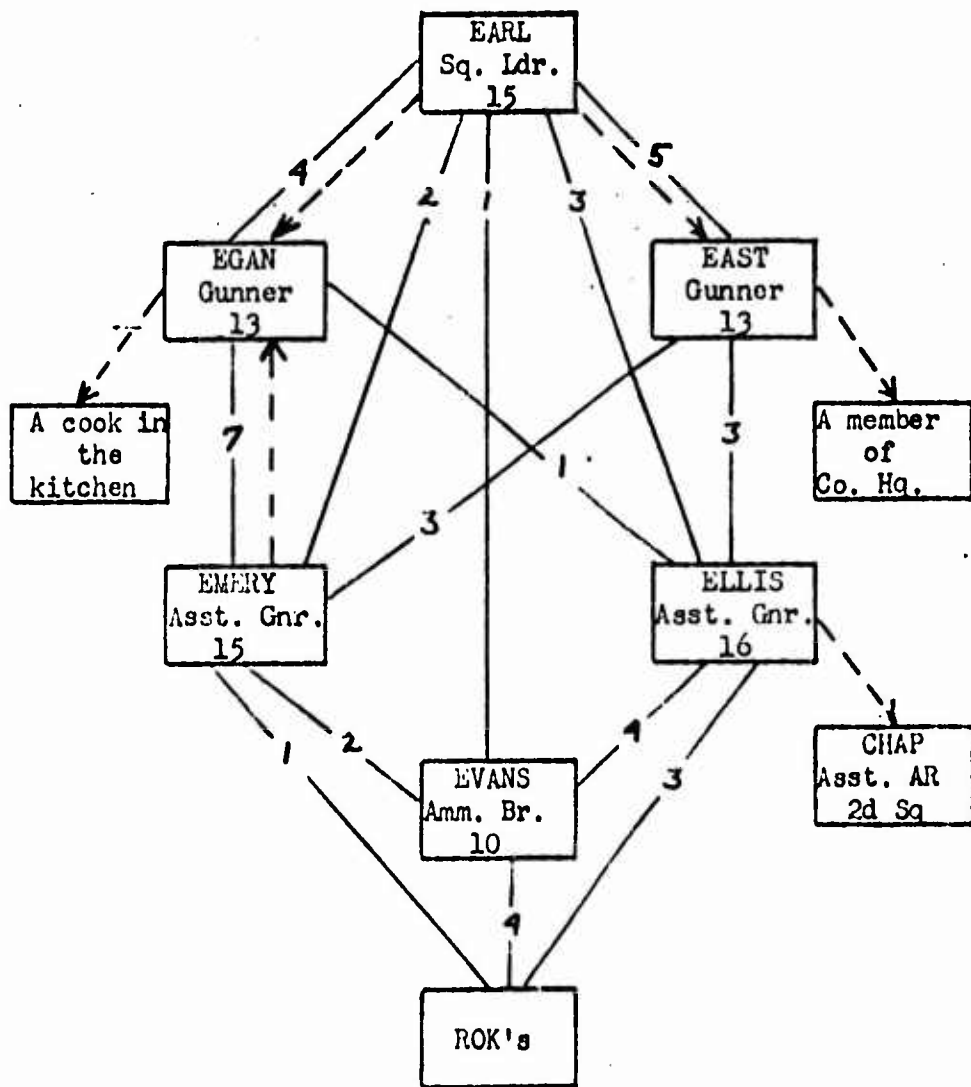 EARL
Sq. Ldr.
15
4
2
1
3
5
EGAN
Gunner
13
EAST
Gunner
13
A cook in
the
kitchen
A member
of
Co. Hq.
7
1
3
3
EMERY
Asst. Gnr.
15
ELLIS
Asst. Gnr.
16
1
2
4
3
EVANS
Amm. Br.
10
CHAP
Asst. AR
2d Sq
4
ROK's